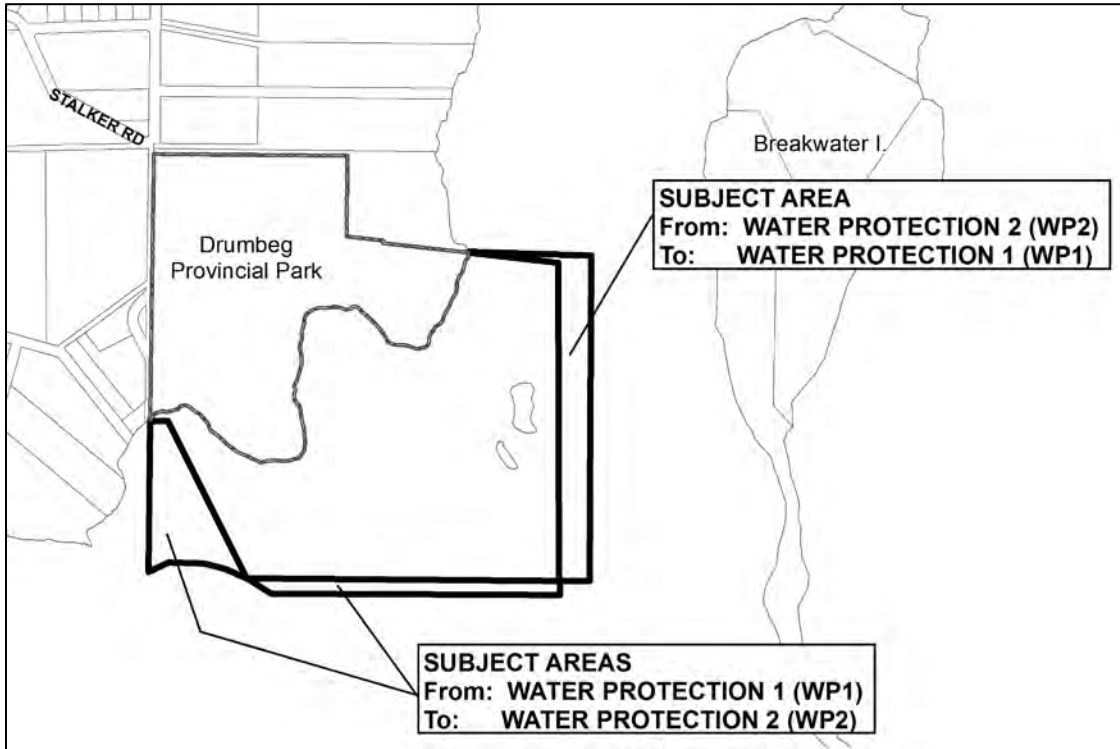 STALKER RD
Breakwater I.
SUBJECT AREA
From: WATER PROTECTION 2 (WP2)
To: WATER PROTECTION 1 (WP1)
Drumbeg
Provincial Park
SUBJECT AREAS
From: WATER PROTECTION 1 (WP1)
To: WATER PROTECTION 2 (WP2)